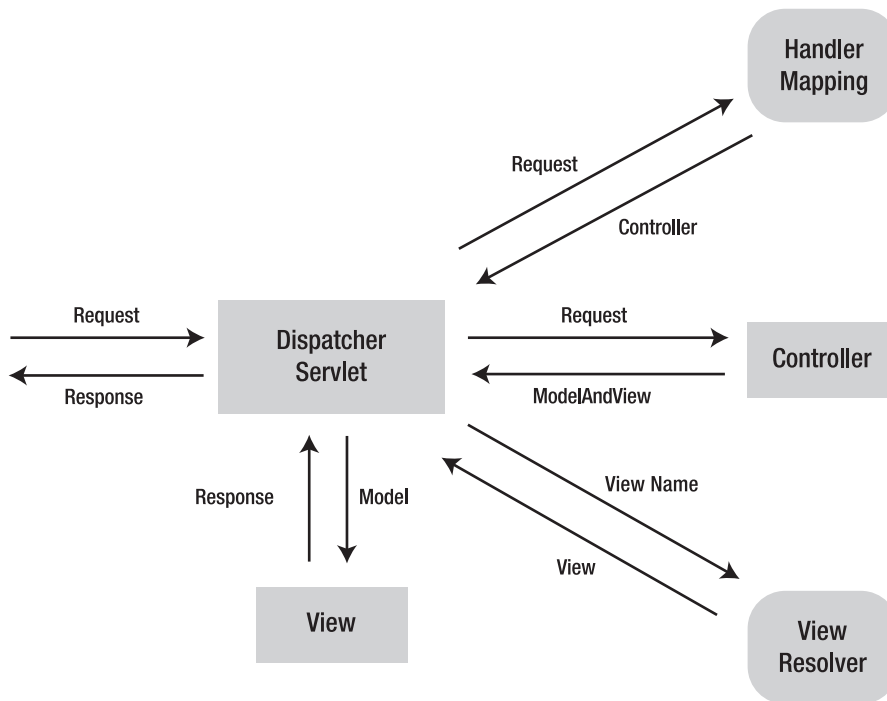 Handler
Mapping
Request
Controller
Request
Response
Dispatcher
Servlet
Request
ModelAndView
Controller
Response
Model
View Name
View
View
View
Resolver